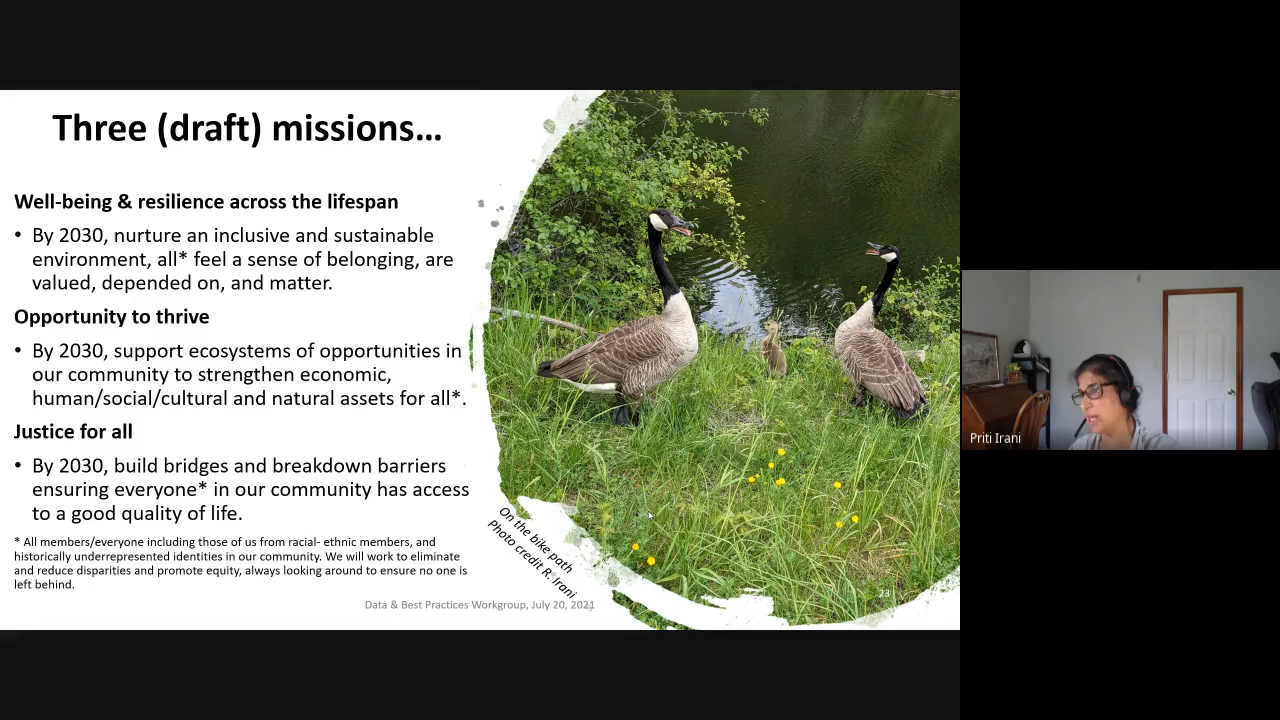 Three (draft) missions…
Well-being & resilience across the lifespan
• By 2030, nurture an inclusive and sustainable
environment, all* feel a sense of belonging, are
valued, depended on, and matter.
Opportunity to thrive
• By 2030, support ecosystems of opportunities in
our community to strengthen economic,
human/social/cultural and natural assets for all*.
Justice for all
• By 2030, build bridges and breakdown barriers
ensuring everyone* in our community has access
to a good quality of life.
* All members/everyone including those of us from racial- ethnic members, and
historically underrepresented identities in our community. We will work to eliminate
and reduce disparities and promote equity, always looking around to ensure no one is
left behind.
On the bike path
Photo credit R. Irani
Data & Best Practices Workgroup, July 20, 2021
23
Priti Irani